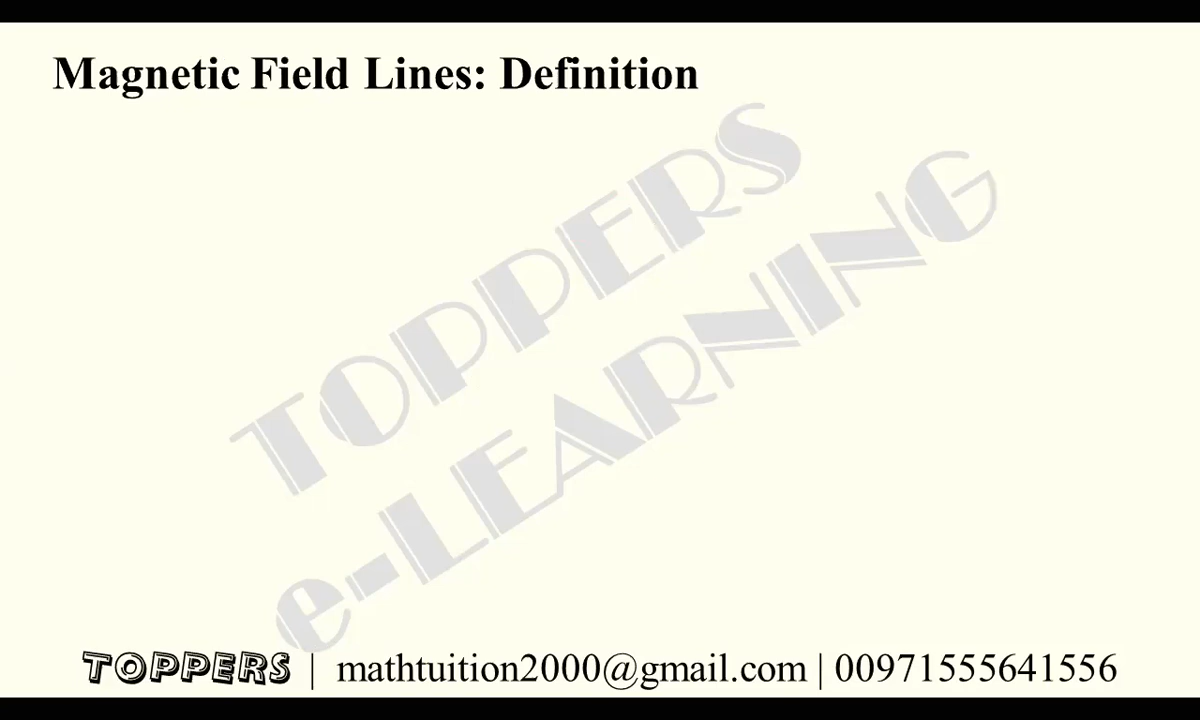 Magnetic Field Lines: Definition
TOPPERS
e-LEARNING
TOPPERS | mathtuition2000@gmail.com | 00971555641556